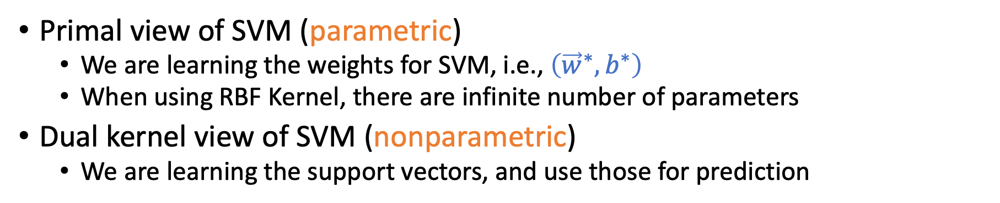 • Primal view of SVM (parametric)
• We are learning the weights for SVM, i.e., (w⃗*, b*)
• When using RBF Kernel, there are infinite number of parameters
• Dual kernel view of SVM (nonparametric)
• We are learning the support vectors, and use those for prediction